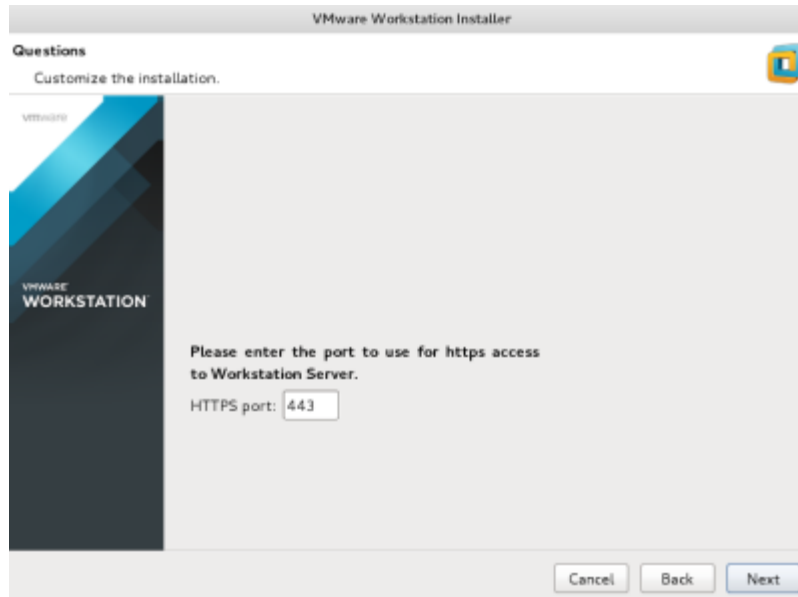 VMware Workstation Installer
Questions
Customize the installation.
vmware
VMWARE
WORKSTATION
Please enter the port to use for https access
to Workstation Server.
HTTPS port: 443
Cancel Back Next